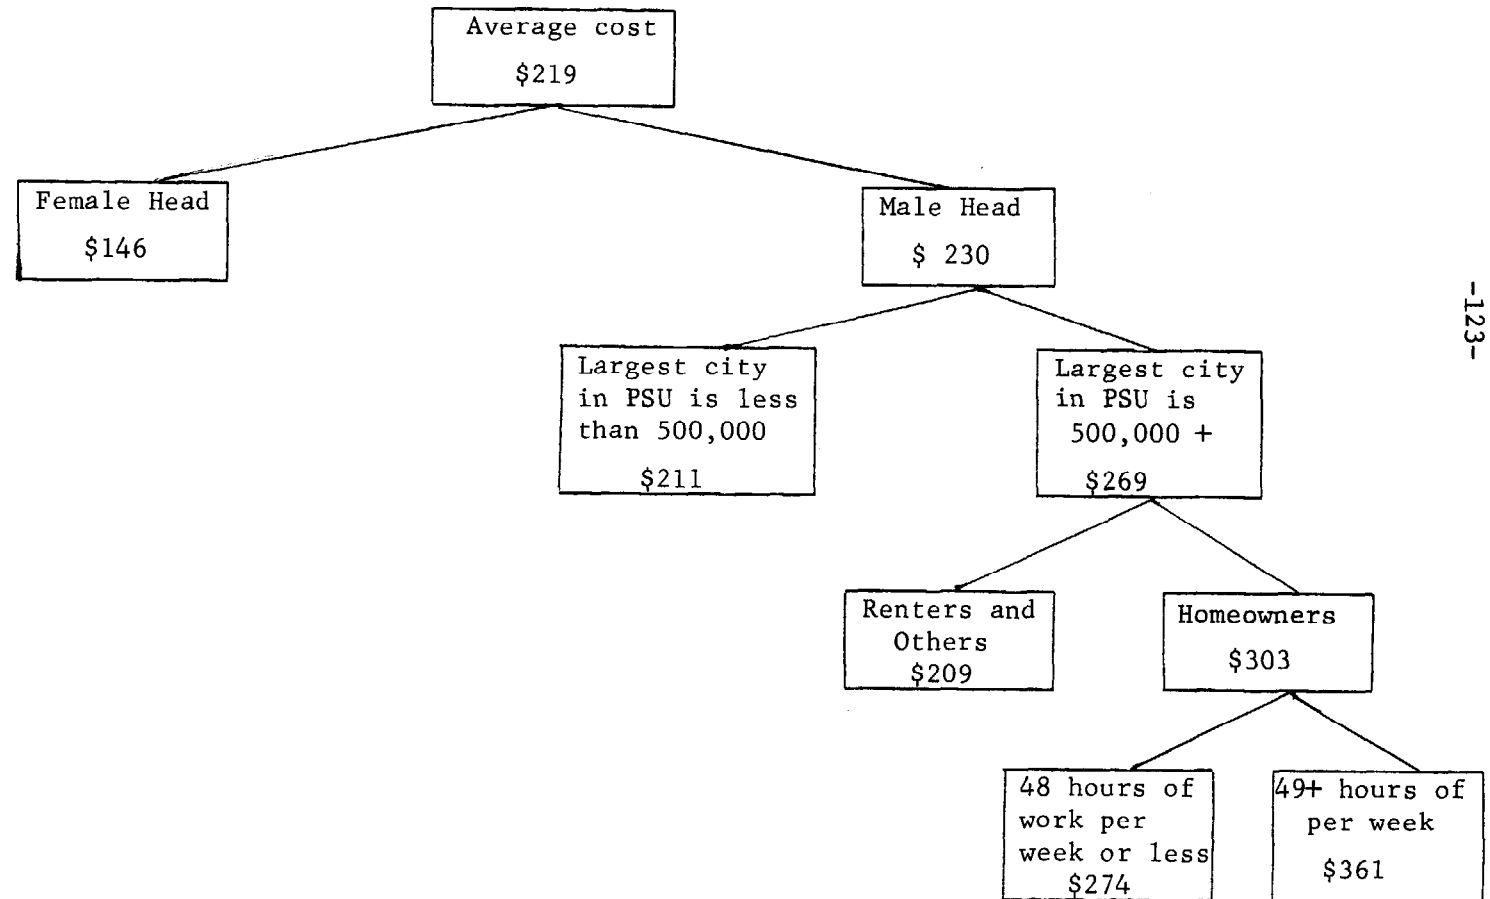 Average cost
$219
Female Head
$146
Male Head
$ 230
-123-
Largest city
in PSU is less
than 500,000
$211
Largest city
in PSU is
500,000 +
$269
Renters and
Others
$209
Homeowners
$303
48 hours of
work per
week or less
$274
49+ hours of
per week
$361